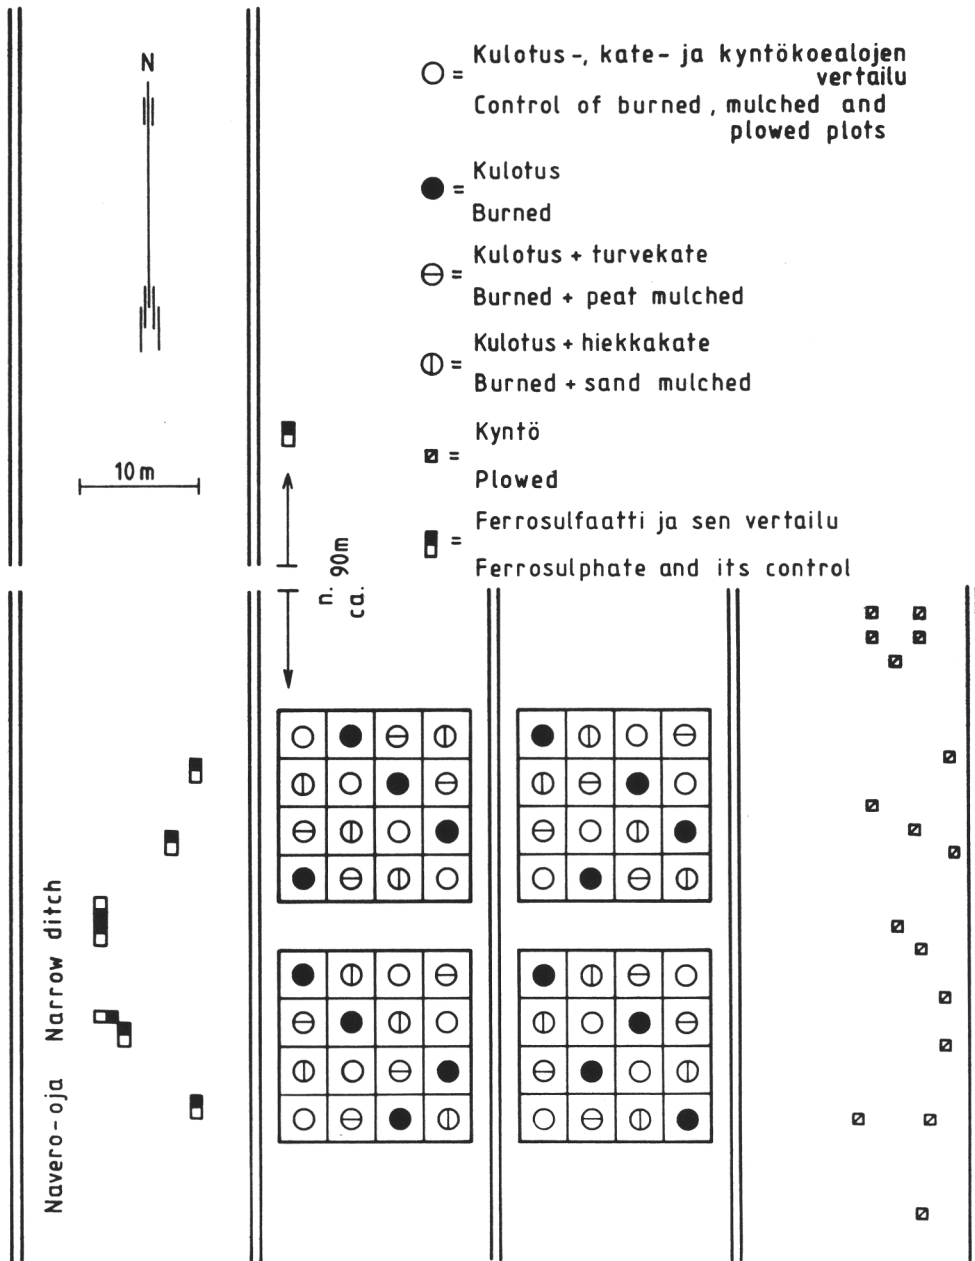 N
Kulotus-, kate- ja kyntökoealojen
vertailu
= Control of burned, mulched and
plowed plots
Kulotus
=
Burned
Kulotus + turvekate
=
Burned + peat mulched
Kulotus + hiekkakate
=
Burned + sand mulched
Kyntö
=
Plowed
Ferrosulfaatti ja sen vertailu
=
Ferrosulphate and its control
10 m
n. 90m
ca.
Navero-oja Narrow ditch